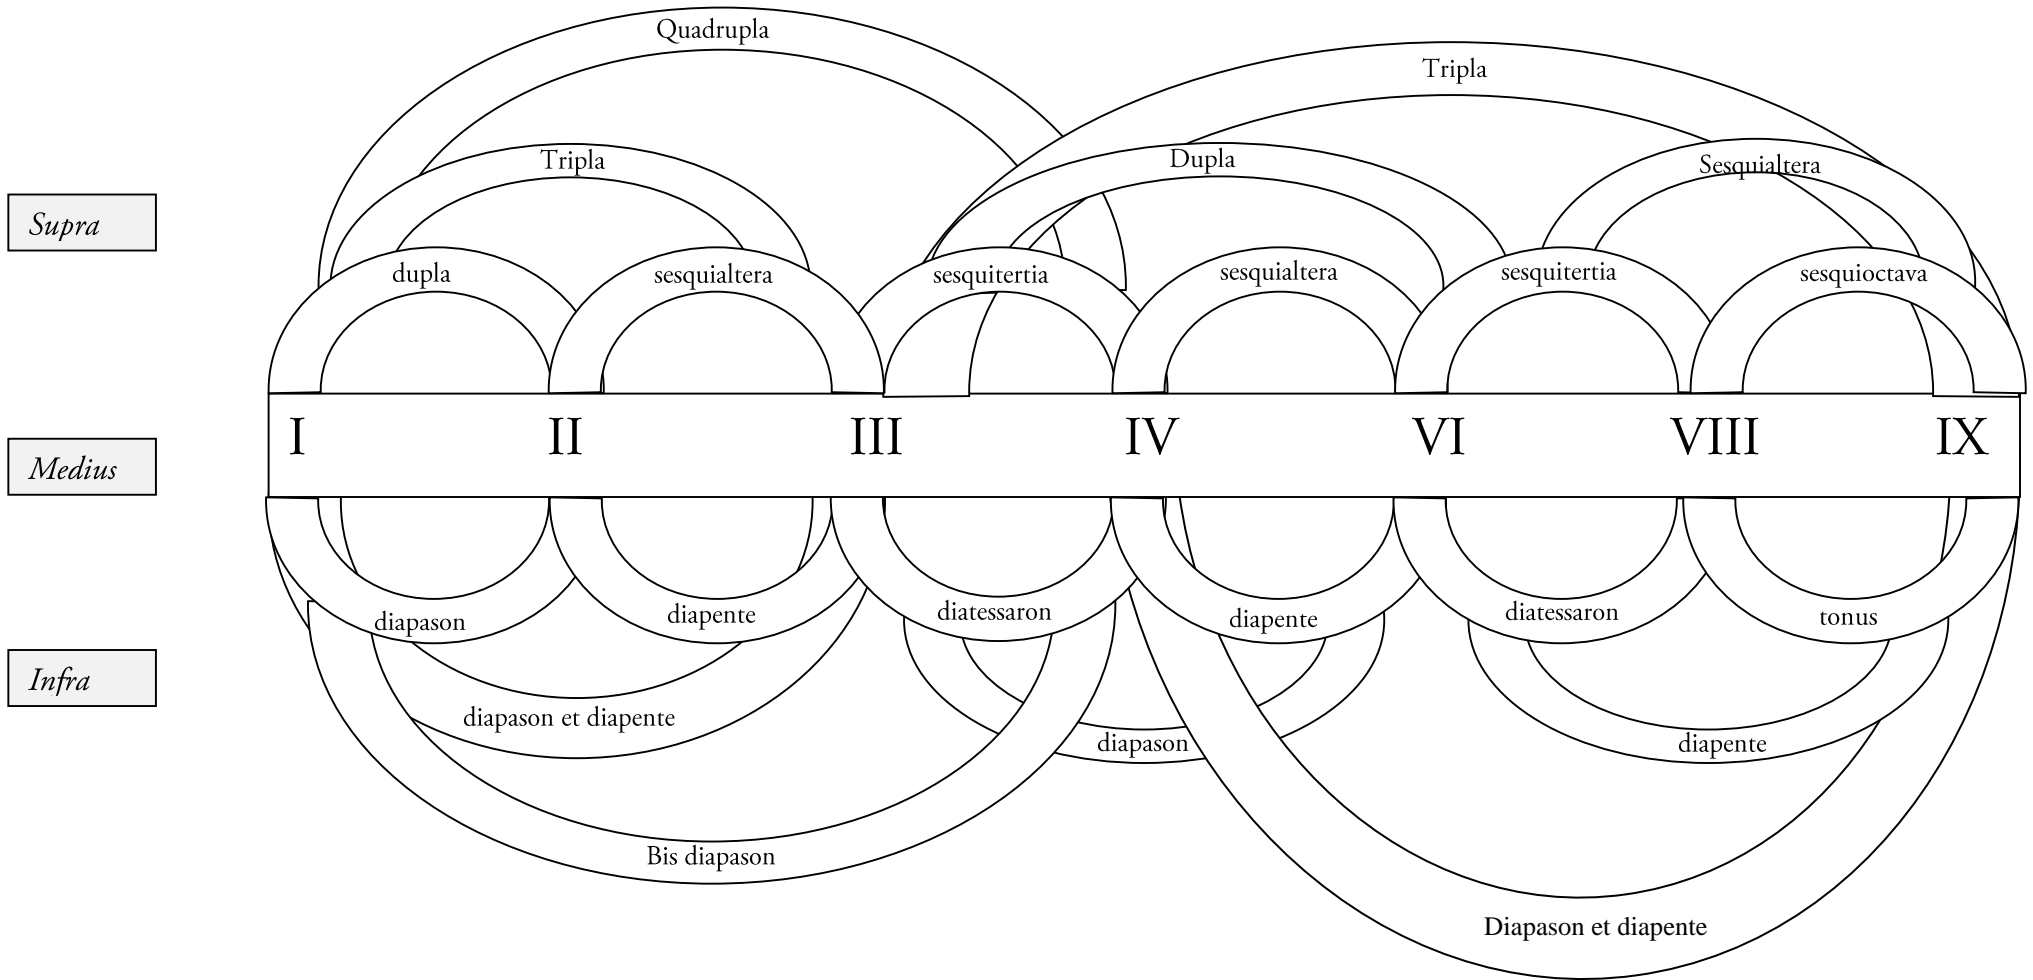 Quadrupla
Tripla
Tripla
Dupla
Sesquialtera
Supra
dupla
sesquialtera
sesquitertia
sesquialtera
sesquitertia
sesquioctava
Medius
I II III IV VI VIII IX
diapason
diapente
diatessaron
diapente
diatessaron
tonus
Infra
diapason et diapente
diapason
diapente
Bis diapason
Diapason et diapente